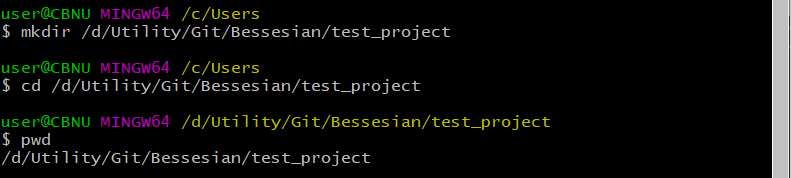 user@CBNU MINGW64 /c/Users
$ mkdir /d/Utility/Git/Bessesian/test_project
user@CBNU MINGW64 /c/Users
$ cd /d/Utility/Git/Bessesian/test_project
user@CBNU MINGW64 /d/Utility/Git/Bessesian/test_project
$ pwd
/d/Utility/Git/Bessesian/test_project